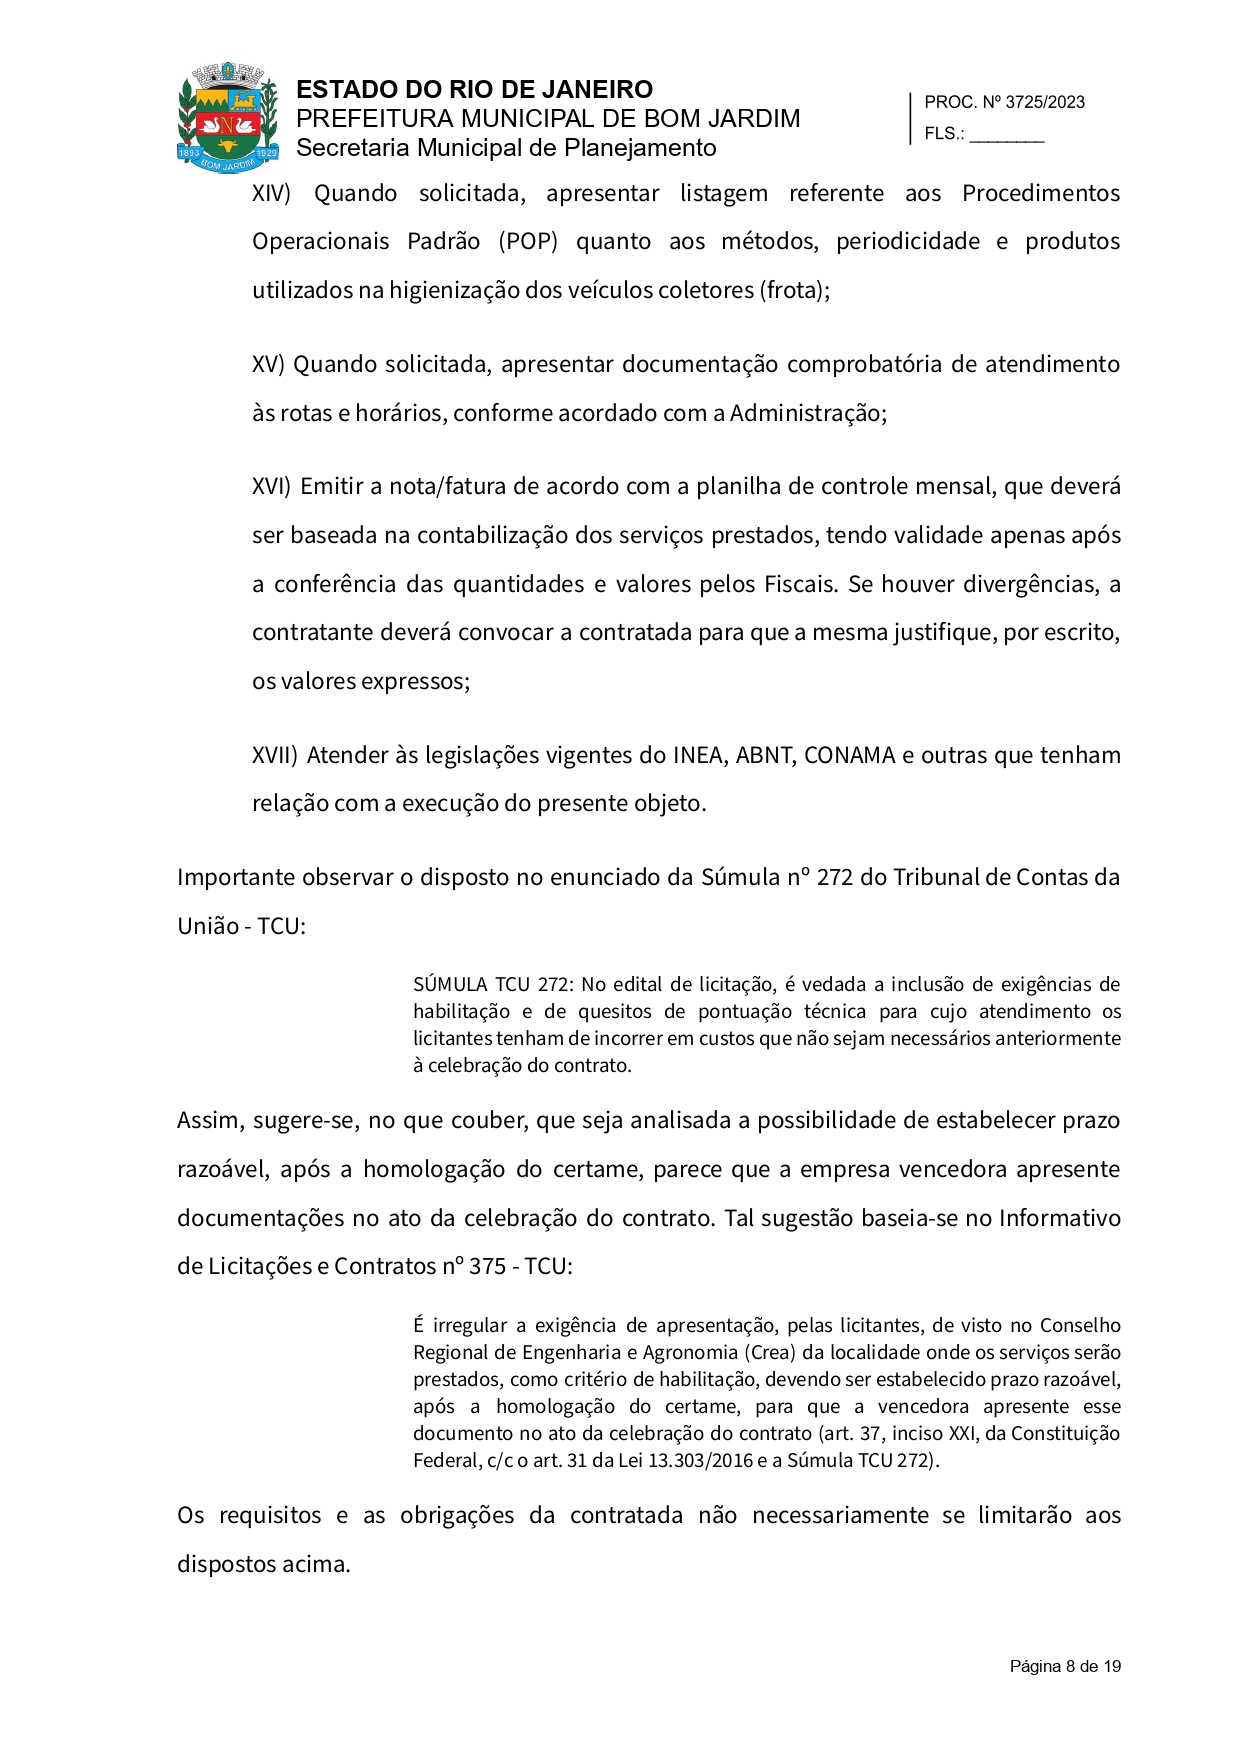 ESTADO DO RIO DE JANEIRO
PREFEITURA MUNICIPAL DE BOM JARDIM
Secretaria Municipal de Planejamento
PROC. Nº 3725/2023
FLS.: ________
1893
1929
BOM JARDIM
XIV) Quando solicitada, apresentar listagem referente aos Procedimentos
Operacionais Padrão (POP) quanto aos métodos, periodicidade e produtos
utilizados na higienização dos veículos coletores (frota);
XV) Quando solicitada, apresentar documentação comprobatória de atendimento
às rotas e horários, conforme acordado com a Administração;
XVI) Emitir a nota/fatura de acordo com a planilha de controle mensal, que deverá
ser baseada na contabilização dos serviços prestados, tendo validade apenas após
a conferência das quantidades e valores pelos Fiscais. Se houver divergências, a
contratante deverá convocar a contratada para que a mesma justifique, por escrito,
os valores expressos;
XVII) Atender às legislações vigentes do INEA, ABNT, CONAMA e outras que tenham
relação com a execução do presente objeto.
Importante observar o disposto no enunciado da Súmula nº 272 do Tribunal de Contas da
União - TCU:
SÚMULA TCU 272: No edital de licitação, é vedada a inclusão de exigências de
habilitação e de quesitos de pontuação técnica para cujo atendimento os
licitantes tenham de incorrer em custos que não sejam necessários anteriormente
à celebração do contrato.
Assim, sugere-se, no que couber, que seja analisada a possibilidade de estabelecer prazo
razoável, após a homologação do certame, parece que a empresa vencedora apresente
documentações no ato da celebração do contrato. Tal sugestão baseia-se no Informativo
de Licitações e Contratos nº 375 - TCU:
É irregular a exigência de apresentação, pelas licitantes, de visto no Conselho
Regional de Engenharia e Agronomia (Crea) da localidade onde os serviços serão
prestados, como critério de habilitação, devendo ser estabelecido prazo razoável,
após a homologação do certame, para que a vencedora apresente esse
documento no ato da celebração do contrato (art. 37, inciso XXI, da Constituição
Federal, c/c o art. 31 da Lei 13.303/2016 e a Súmula TCU 272).
Os requisitos e as obrigações da contratada não necessariamente se limitarão aos
dispostos acima.
Página 8 de 19